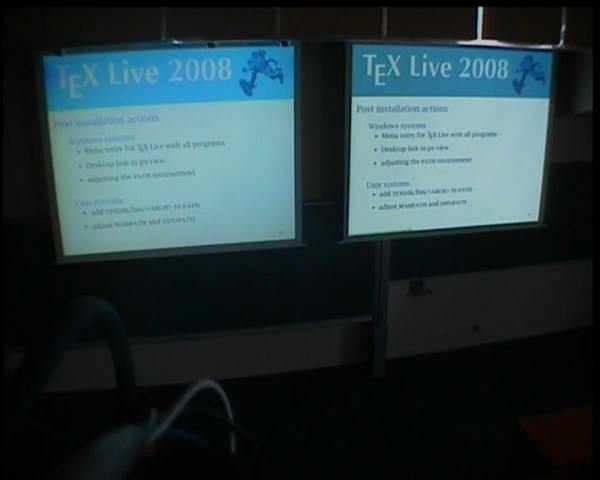 TEX Live 2008
Post installation actions
Windows systems
• Menu entry for TEX Live with all programs
• Desktop link to ps-view
• adjusting the PATH environment
Unix systems
• add TEXDIR/bin/<ARCH> to PATH
• adjust MANPATH and INFOPATH
TEX Live 2008
Post installation actions
Windows systems
• Menu entry for TEX Live with all programs
• Desktop link to ps-view
• adjusting the PATH environment
Unix systems
• add TEXDIR/bin/<ARCH> to PATH
• adjust MANPATH and INFOPATH